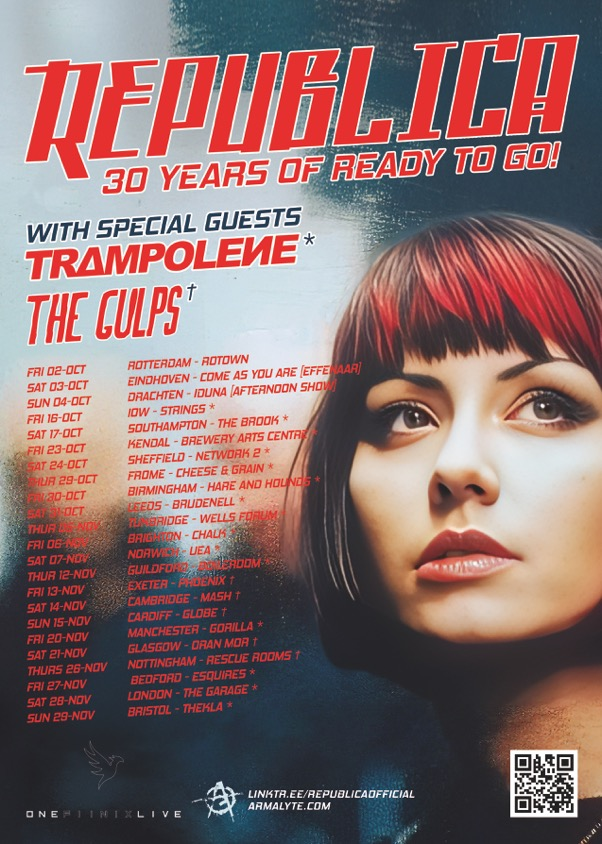 REPUBLICA
30 YEARS OF READY TO GO!
WITH SPECIAL GUESTS
TRAMPOLENE*
THE GULPS†
FRI 02-OCT ROTTERDAM - ROTOWN
SAT 03-OCT EINDHOVEN - COME AS YOU ARE (EFFENAAR)
SUN 04-OCT DRACHTEN - IDUNA (AFTERNOON SHOW)
FRI 16-OCT IOW - STRINGS *
SAT 17-OCT SOUTHAMPTON - THE BROOK *
FRI 23-OCT KENDAL - BREWERY ARTS CENTRE *
SAT 24-OCT SHEFFIELD - NETWORK 2 *
THUR 29-OCT FROME - CHEESE & GRAIN *
FRI 30-OCT BIRMINGHAM - HARE AND HOUNDS *
SAT 31-OCT LEEDS - BRUDENELL *
THUR 05-NOV TUNBRIDGE - WELLS FORUM *
FRI 06-NOV BRIGHTON - CHALK *
SAT 07-NOV NORWICH - UEA *
THUR 12-NOV GUILDFORD - BOILEROOM *
FRI 13-NOV EXETER - PHOENIX †
SAT 14-NOV CAMBRIDGE - MASH †
SUN 15-NOV CARDIFF - GLOBE †
FRI 20-NOV MANCHESTER - GORILLA *
SAT 21-NOV GLASGOW - ORAN MOR †
THURS 26-NOV NOTTINGHAM - RESCUE ROOMS †
FRI 27-NOV BEDFORD - ESQUIRES *
SAT 28-NOV LONDON - THE GARAGE *
SUN 29-NOV BRISTOL - THEKLA *
LINKTR.EE/REPUBLICAOFFICIAL
ARMALYTE.COM
ONEFIINIXLIVE